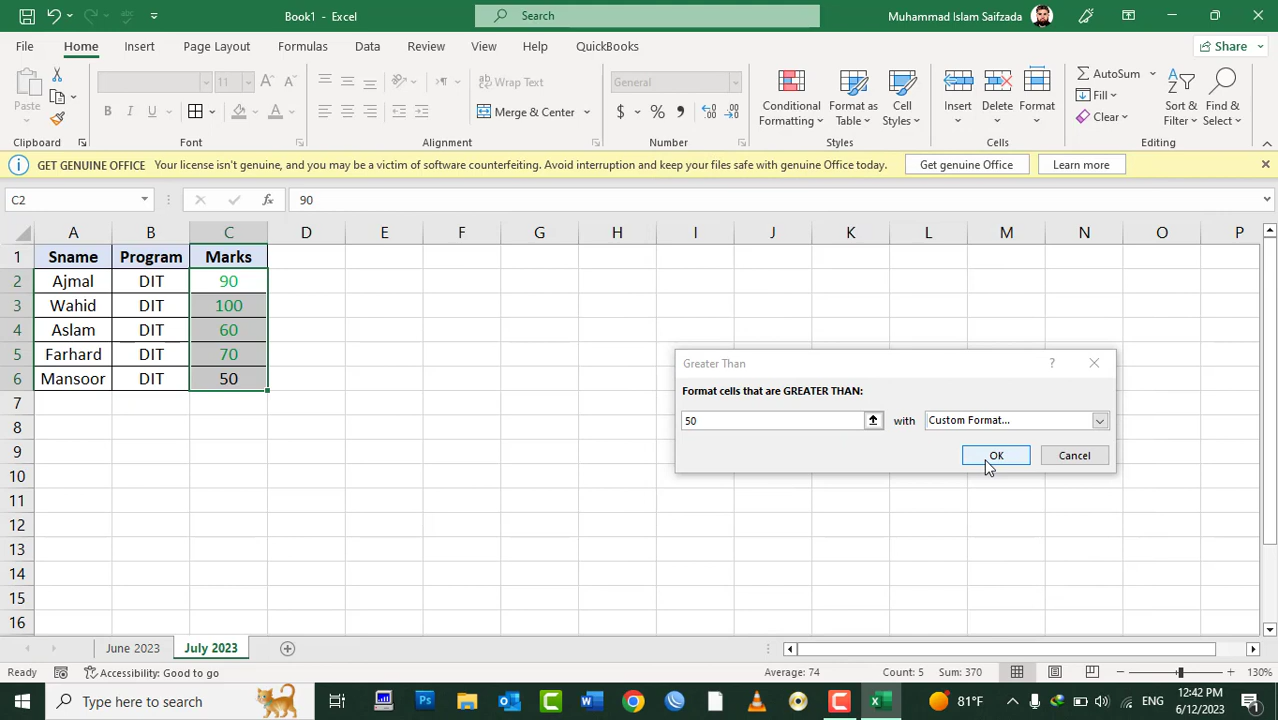 Book1 - Excel
Search
Muhammad Islam Saifzada
File Home Insert Page Layout Formulas Data Review View Help QuickBooks
Share
Paste
11
B I U
A A
Wrap Text
Merge & Center
General
$ % ,
Conditional Formatting
Format as Table
Cell Styles
Insert
Delete
Format
AutoSum
Fill
Clear
Sort & Filter
Find & Select
Clipboard Font Alignment Number Styles Cells Editing
GET GENUINE OFFICE Your license isn't genuine, and you may be a victim of software counterfeiting. Avoid interruption and keep your files safe with genuine Office today. Get genuine Office Learn more
C2 fx 90
A B C D E F G H I J K L M N O P
1 Sname Program Marks
2 Ajmal DIT 90
3 Wahid DIT 100
4 Aslam DIT 60
5 Farhard DIT 70
6 Mansoor DIT 50
7
8
9
10
11
12
13
14
15
16
Greater Than ?
Format cells that are GREATER THAN:
50 with Custom Format...
OK Cancel
June 2023 July 2023
Ready Accessibility: Good to go Average: 74 Count: 5 Sum: 370 130%
Type here to search
81°F
ENG
12:42 PM
6/12/2023
1